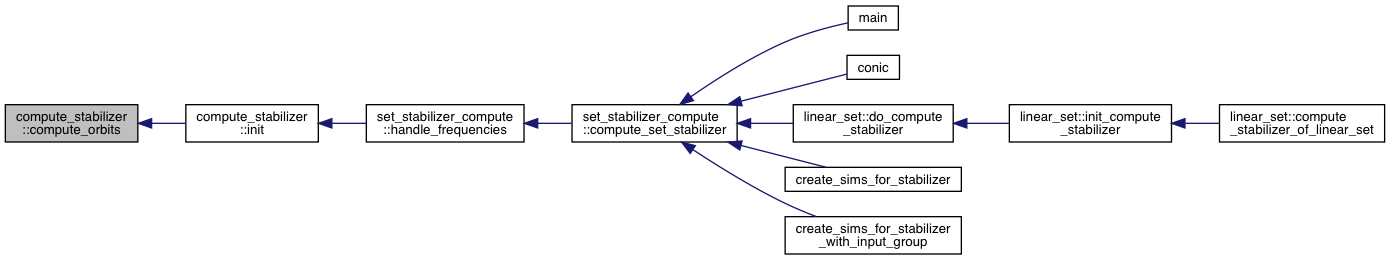 main
conic
compute_stabilizer
::compute_orbits
compute_stabilizer
::init
set_stabilizer_compute
::handle_frequencies
set_stabilizer_compute
::compute_set_stabilizer
linear_set::do_compute
_stabilizer
linear_set::init_compute
_stabilizer
linear_set::compute
_stabilizer_of_linear_set
create_sims_for_stabilizer
create_sims_for_stabilizer
_with_input_group